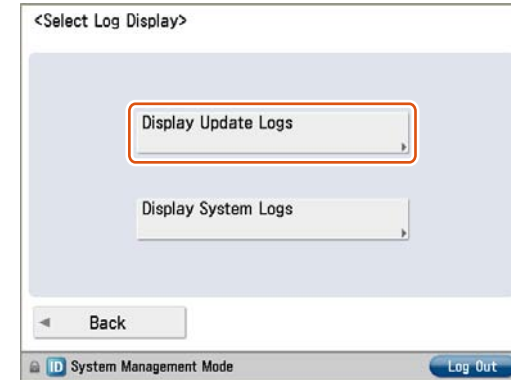 <Select Log Display>
Display Update Logs
Display System Logs
Back
ID System Management Mode
Log Out